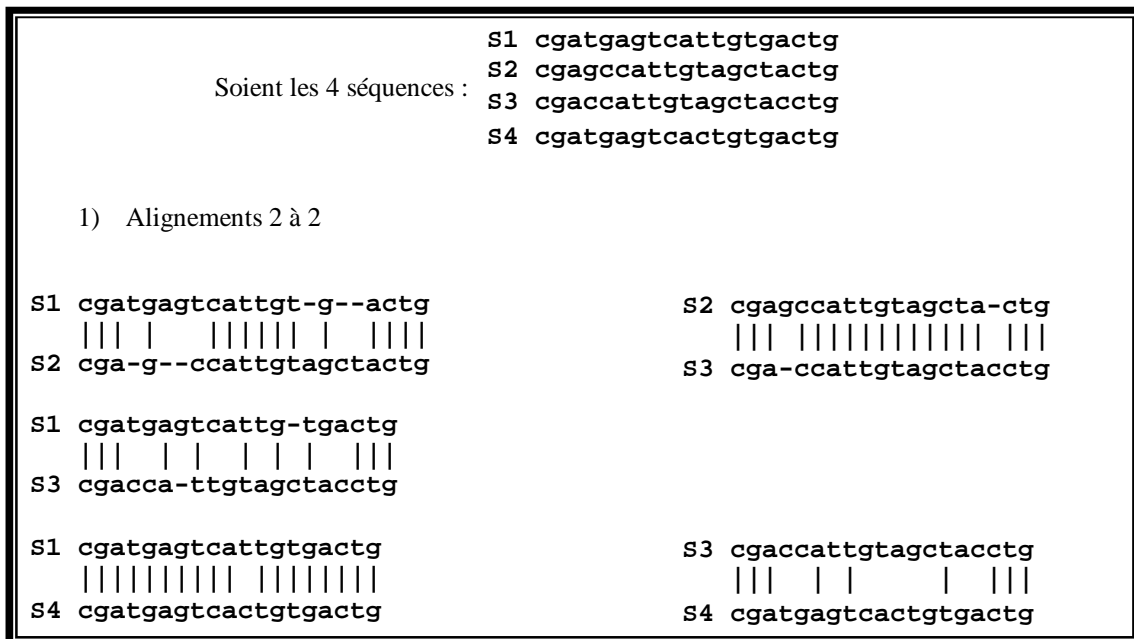 S1 cgatgagtcattgtgactg
Soient les 4 séquences :
S2 cgagccattgtagctactg
S3 cgaccattgtagctacctg
S4 cgatgagtcactgtgactg
1) Alignements 2 à 2
S1 cgatgagtcattgt-g--actg
||| | |||||| | ||||
S2 cga-g--ccattgtagctactg
S2 cgagccattgtagcta-ctg
||| |||||||||||| |||
S3 cga-ccattgtagctacctg
S1 cgatgagtcattg-tgactg
||| | | | | | |||
S3 cgacca-ttgtagctacctg
S1 cgatgagtcattgtgactg
|||||||||| ||||||||
S4 cgatgagtcactgtgactg
S3 cgaccattgtagctacctg
||| | | | |||
S4 cgatgagtcactgtgactg